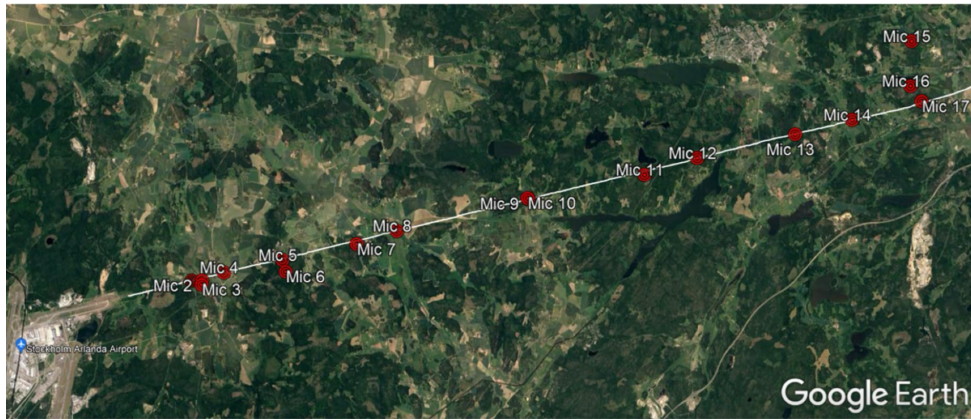 Mic 15
Mic 16
Mic 17
Mic 14
Mic 13
Mic 12
Mic 11
Mic 9
Mic 10
Mic 8
Mic 7
Mic 5
Mic 6
Mic 4
Mic 2
Mic 3
Stockholm Arlanda Airport
Google Earth